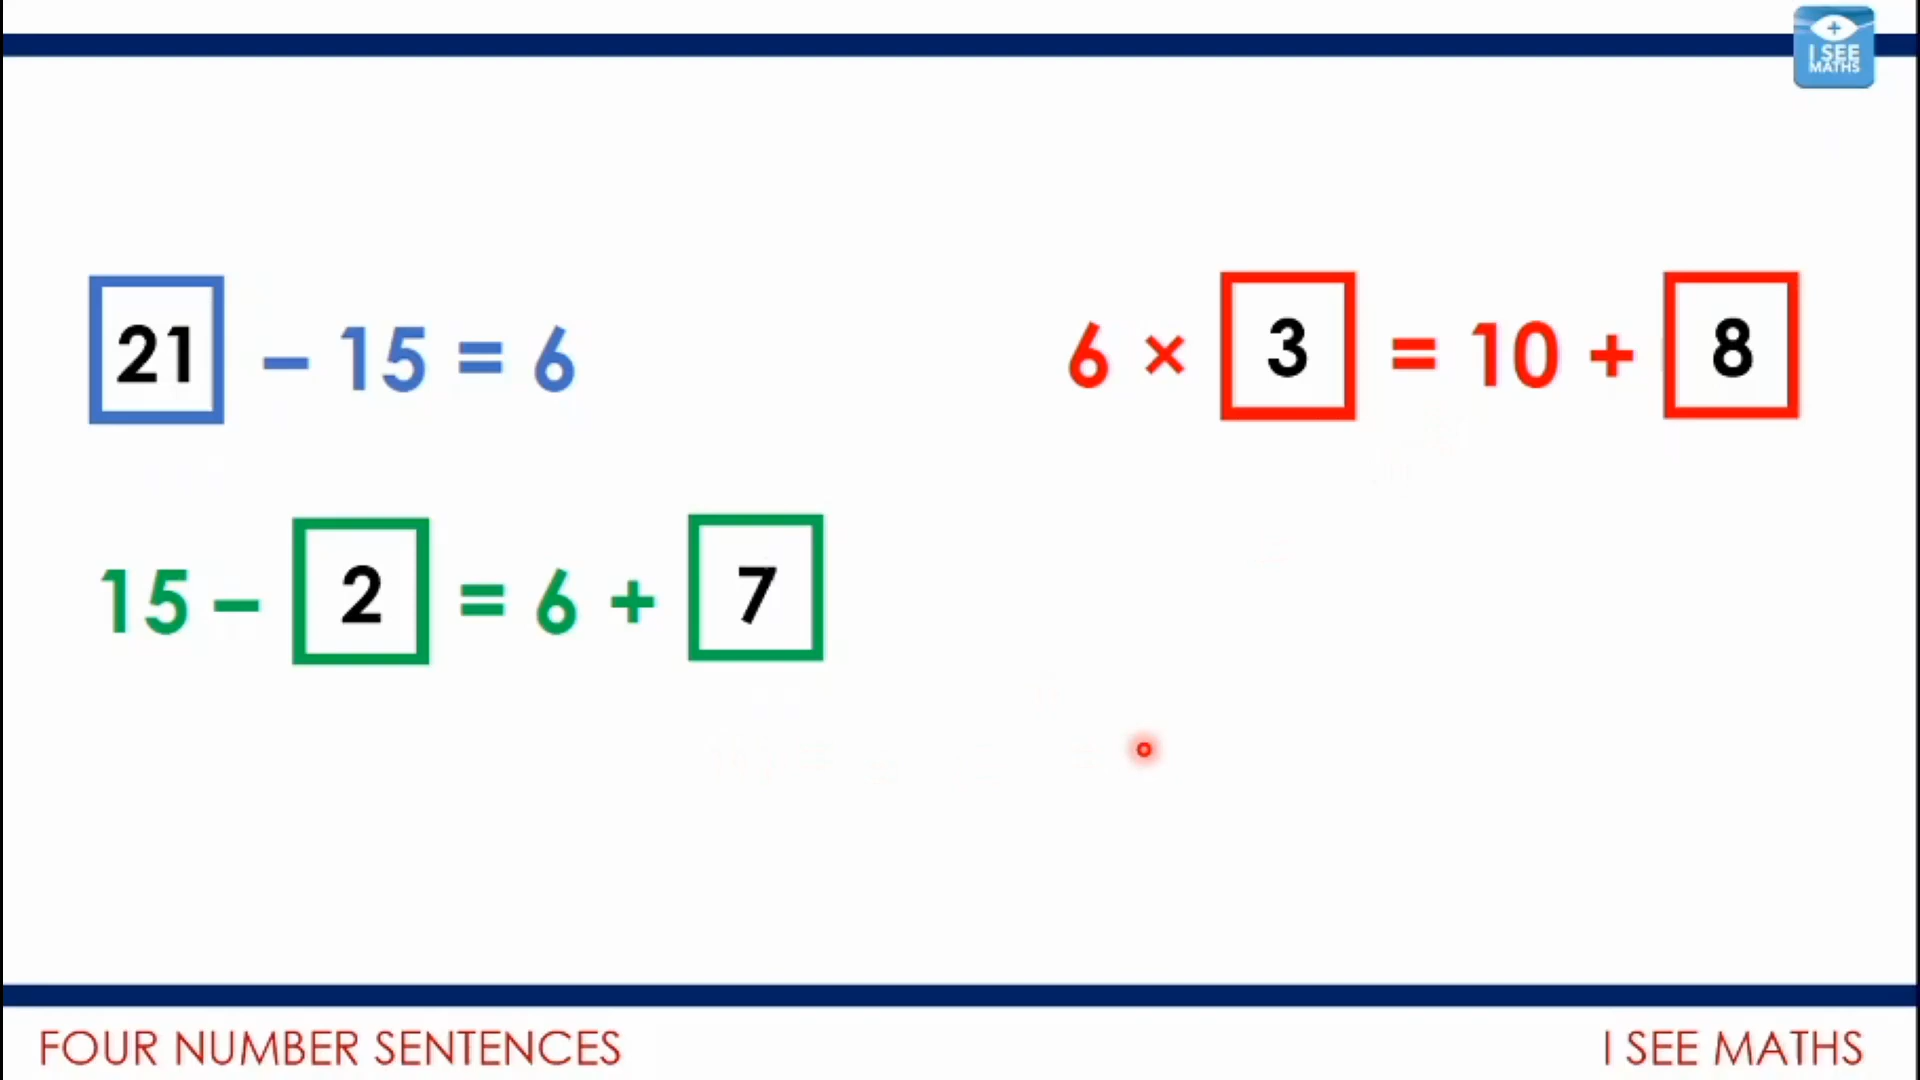 I SEE
MATHS
21 – 15 = 6
6 × 3 = 10 + 8
15 – 2 = 6 + 7
FOUR NUMBER SENTENCES
I SEE MATHS